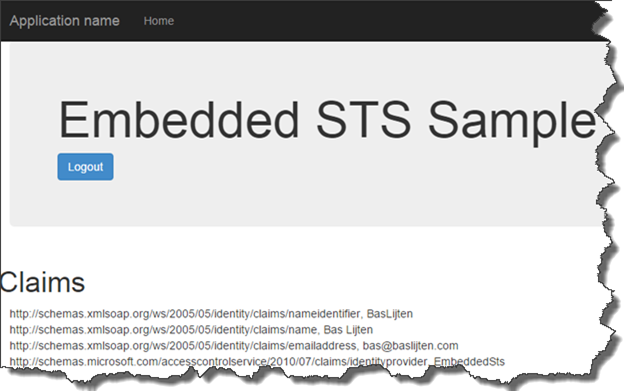 Application name Home
Embedded STS Sample
Logout
Claims
http://schemas.xmlsoap.org/ws/2005/05/identity/claims/nameidentifier, BasLijten
http://schemas.xmlsoap.org/ws/2005/05/identity/claims/name, Bas Lijten
http://schemas.xmlsoap.org/ws/2005/05/identity/claims/emailaddress, bas@baslijten.com
http://schemas.microsoft.com/accesscontrolservice/2010/07/claims/identityprovider, EmbeddedSts